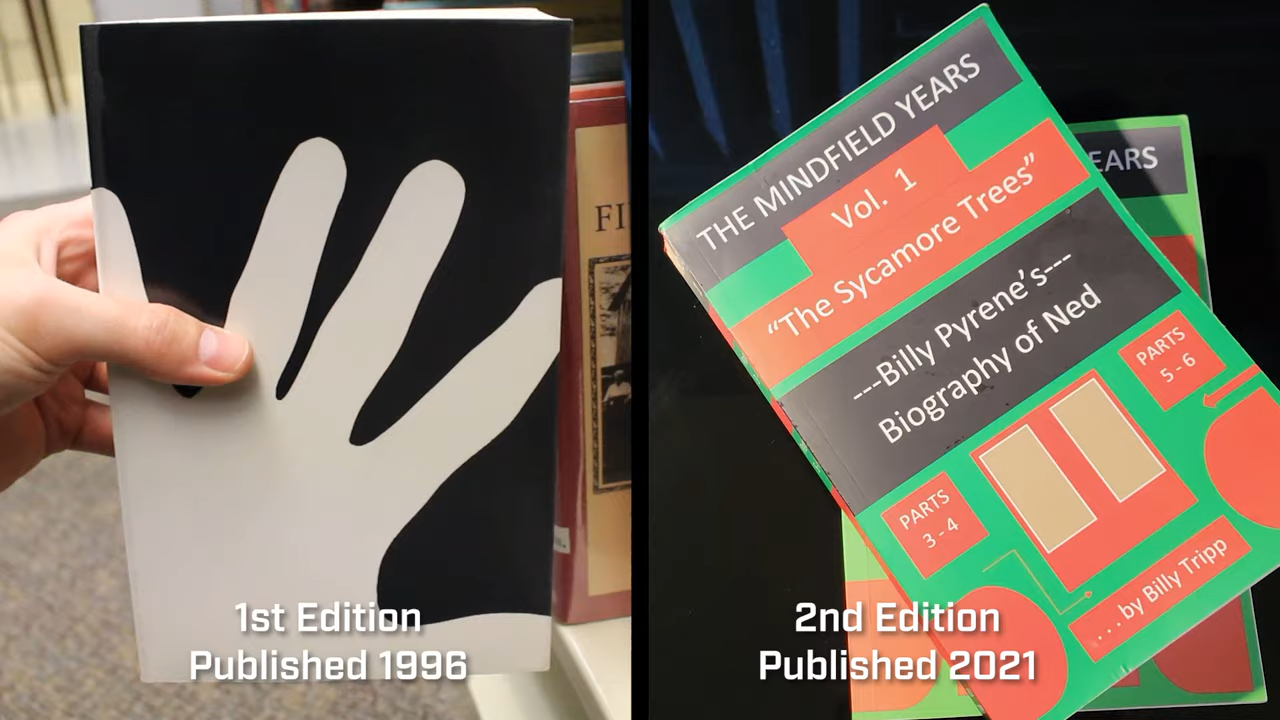 FI
THE MINDFIELD YEARS
Vol. 1
"The Sycamore Trees"
---Billy Pyrene's---
Biography of Ned
PARTS
5 - 6
PARTS
3 - 4
. . . by Billy Tripp
EARS
1st Edition
Published 1996
2nd Edition
Published 2021